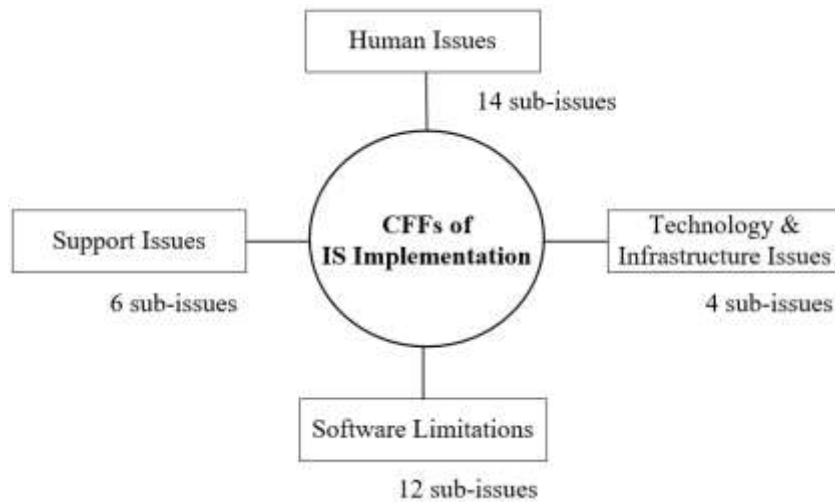 Human Issues
14 sub-issues
CFFs of
IS Implementation
Support Issues
6 sub-issues
Technology &
Infrastructure Issues
4 sub-issues
Software Limitations
12 sub-issues